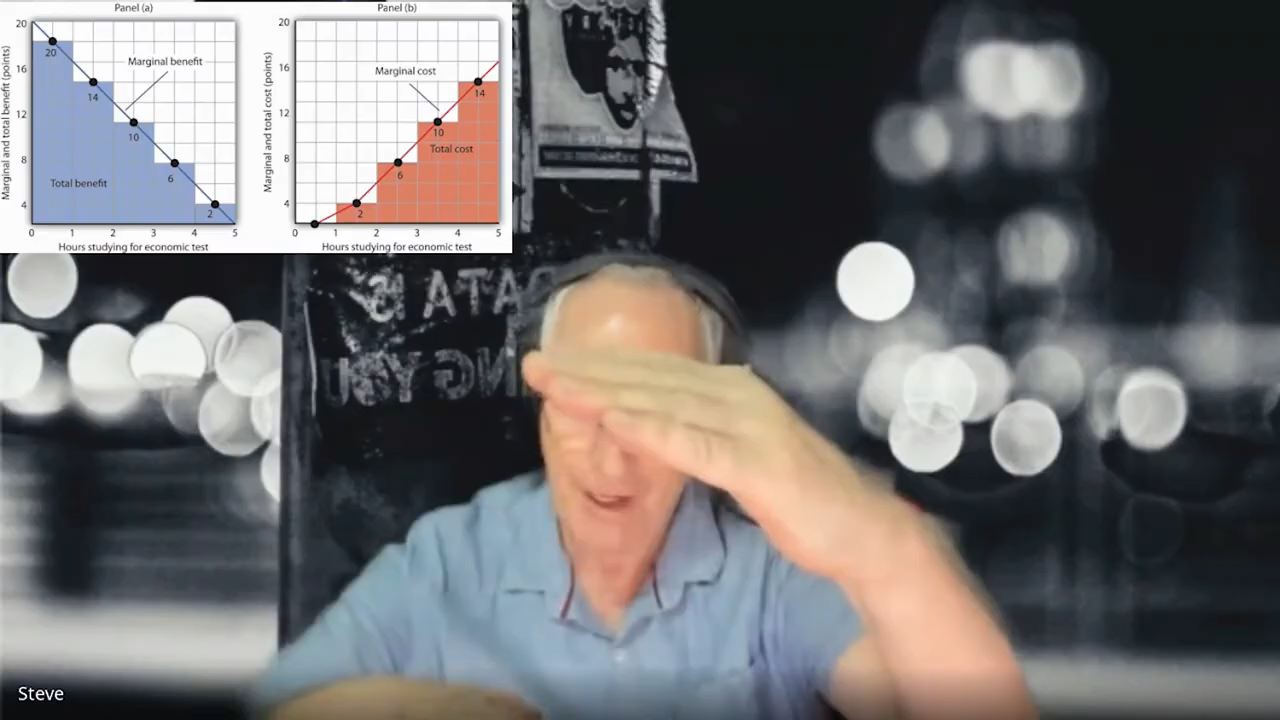 Panel (a)
Marginal and total benefit (points)
20
16
12
8
4
20
14
10
6
2
Marginal benefit
Total benefit
0 1 2 3 4 5
Hours studying for economic test
Panel (b)
Marginal and total cost (points)
20
16
12
8
4
Marginal cost
14
10
Total cost
6
2
0 1 2 3 4 5
Hours studying for economic test
Steve